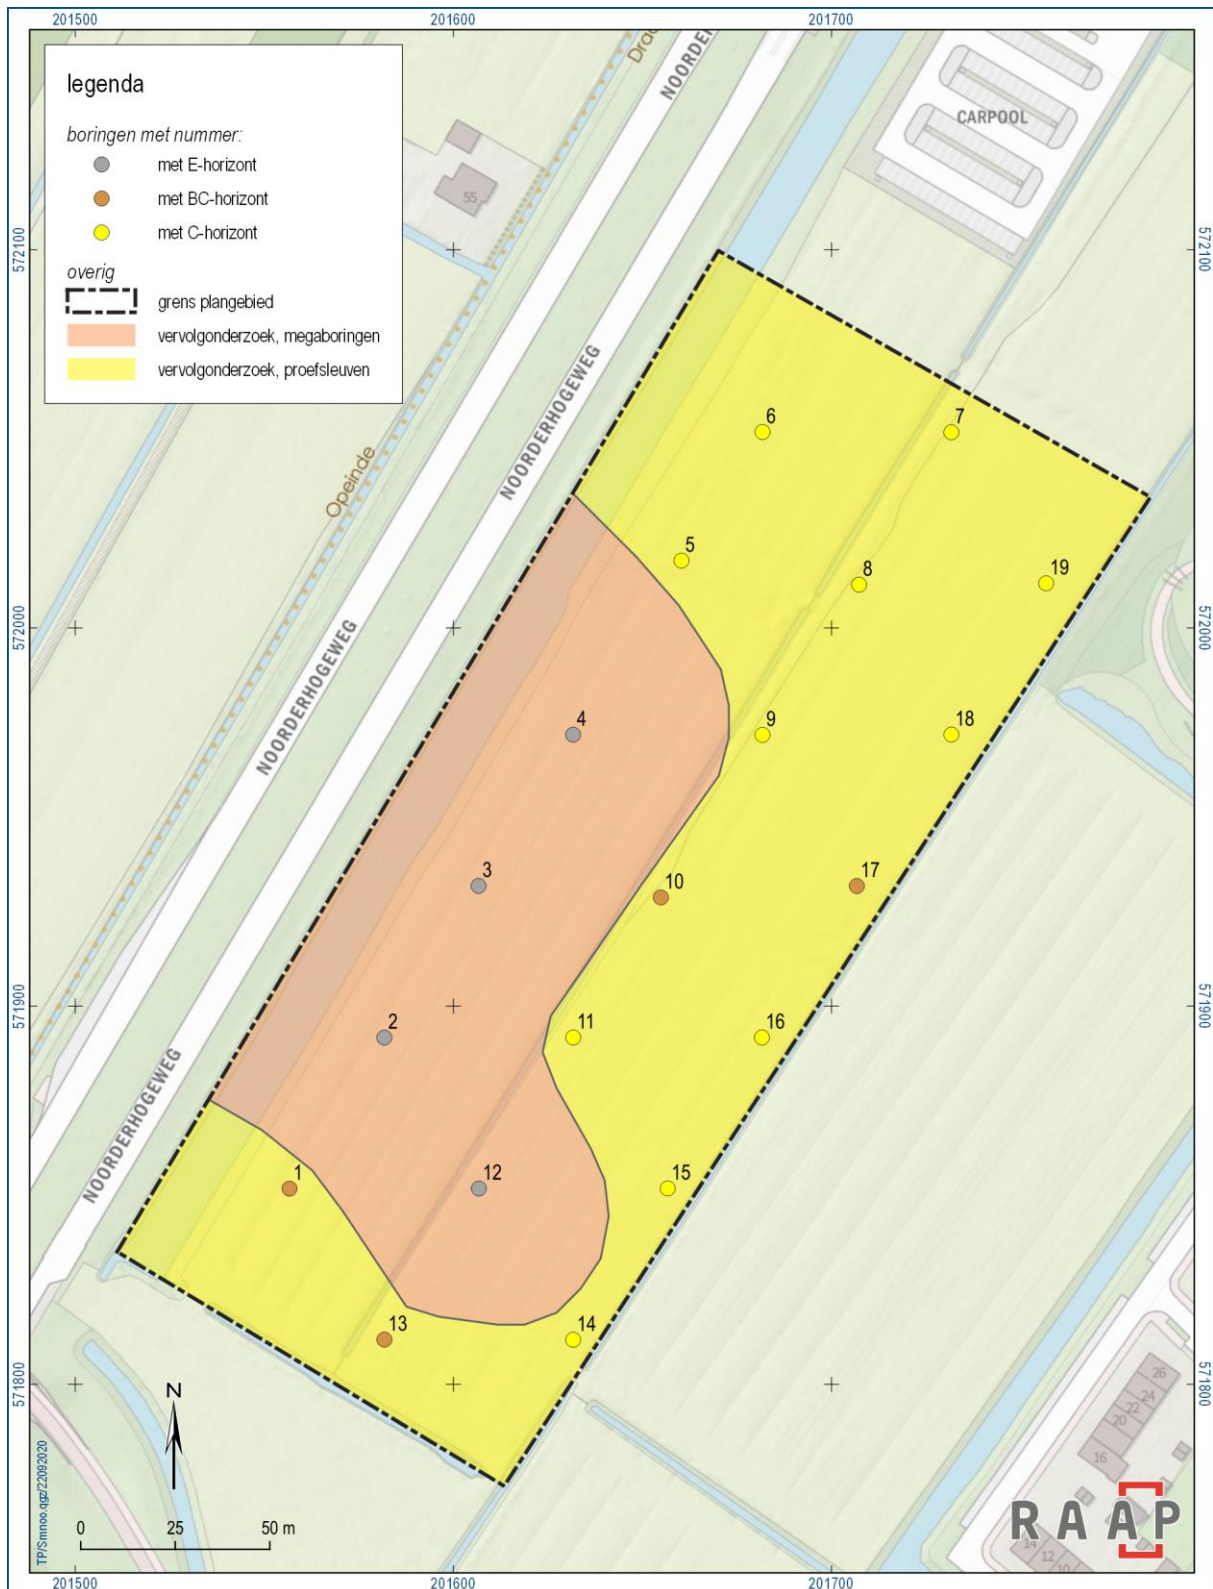 201500
201600
201700
legenda
boringen met nummer:
met E-horizont
met BC-horizont
met C-horizont
overig
grens plangebied
vervolgonderzoek, megaboringen
vervolgonderzoek, proefsleuven
NOORDERHOGEWEG
CARPOOL
55
572100
572100
6
7
NOORDERHOGEWEG
Opeinde
5
8
19
572000
572000
NOORDERHOGEWEG
4
9
18
3
10
17
571900
571900
2
11
16
NOORDERHOGEWEG
1
12
15
13
14
571800
571800
N
26
24
22
20
16
TP/Smnoo.qgz/22092020
0 25 50 m
RAAP
14
12
10
201500
201600
201700